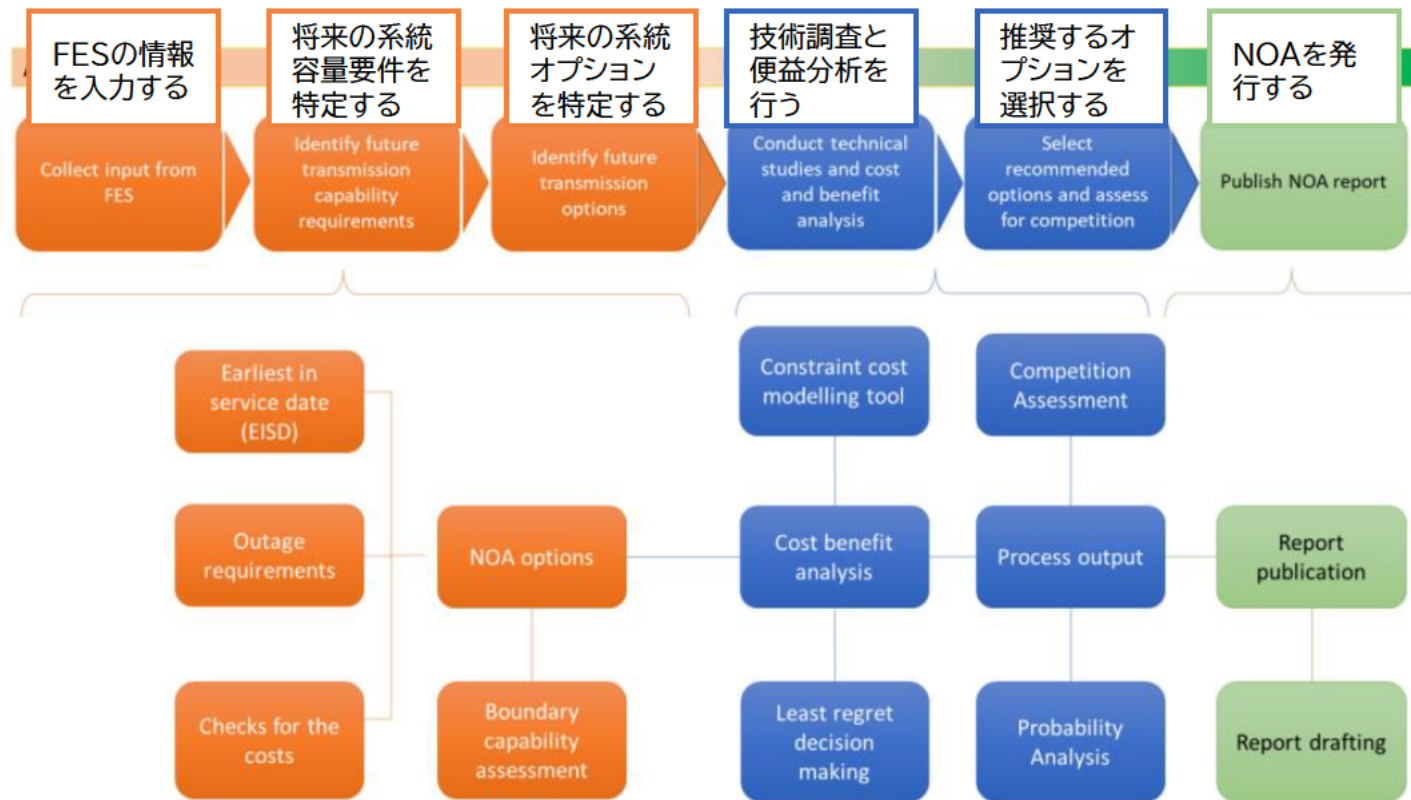 FESの情報
を入力する
将来の系統
容量要件を
特定する
将来の系統
オプション
を特定する
技術調査と
便益分析を
行う
推奨するオ
プションを
選択する
NOAを発
行する
Collect input from
FES
Identify future
transmission
capability
requirements
Identify future
transmission
options
Conduct technical
studies and cost
and benefit
analysis
Select
recommended
options and assess
for competition
Publish NOA report
Earliest in
service date
(EISD)
Constraint cost
modelling tool
Competition
Assessment
Outage
requirements
NOA options
Cost benefit
analysis
Process output
Report
publication
Checks for the
costs
Boundary
capability
assessment
Least regret
decision
making
Probability
Analysis
Report drafting